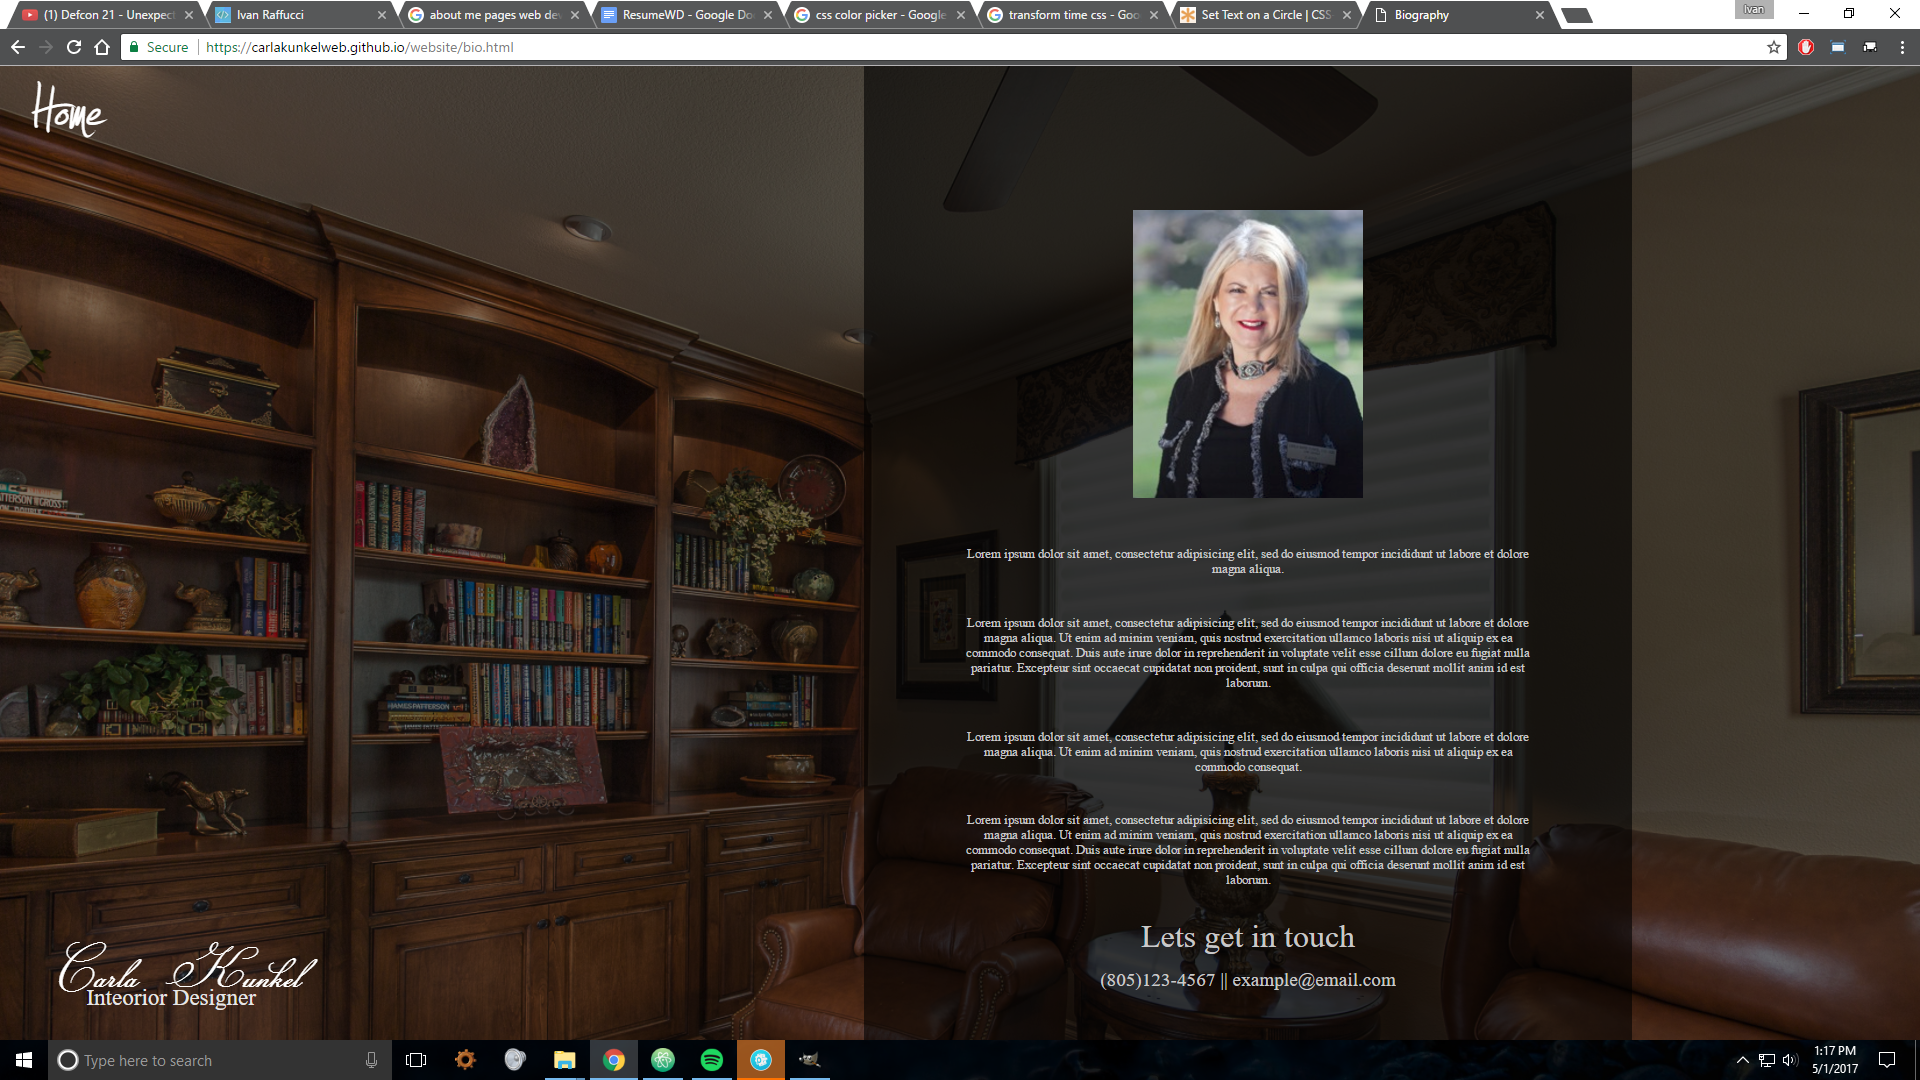 (1) Defcon 21 - Unexpect
Ivan Raffucci
about me pages web de
ResumeWD - Google Do
css color picker - Google
transform time css - Goo
Set Text on a Circle | CSS
Biography
Ivan
Secure
https://carlakunkelweb.github.io/website/bio.html
Home
JAMES PATTERSON
Lorem ipsum dolor sit amet, consectetur adipisicing elit, sed do eiusmod tempor incididunt ut labore et dolore
magna aliqua.
Lorem ipsum dolor sit amet, consectetur adipisicing elit, sed do eiusmod tempor incididunt ut labore et dolore
magna aliqua. Ut enim ad minim veniam, quis nostrud exercitation ullamco laboris nisi ut aliquip ex ea
commodo consequat. Duis aute irure dolor in reprehenderit in voluptate velit esse cillum dolore eu fugiat nulla
pariatur. Excepteur sint occaecat cupidatat non proident, sunt in culpa qui officia deserunt mollit anim id est
laborum.
Lorem ipsum dolor sit amet, consectetur adipisicing elit, sed do eiusmod tempor incididunt ut labore et dolore
magna aliqua. Ut enim ad minim veniam, quis nostrud exercitation ullamco laboris nisi ut aliquip ex ea
commodo consequat.
Lorem ipsum dolor sit amet, consectetur adipisicing elit, sed do eiusmod tempor incididunt ut labore et dolore
magna aliqua. Ut enim ad minim veniam, quis nostrud exercitation ullamco laboris nisi ut aliquip ex ea
commodo consequat. Duis aute irure dolor in reprehenderit in voluptate velit esse cillum dolore eu fugiat nulla
pariatur. Excepteur sint occaecat cupidatat non proident, sunt in culpa qui officia deserunt mollit anim id est
laborum.
Lets get in touch
(805)123-4567 || example@email.com
Carla Kunkel
Inteorior Designer
Type here to search
1:17 PM
5/1/2017